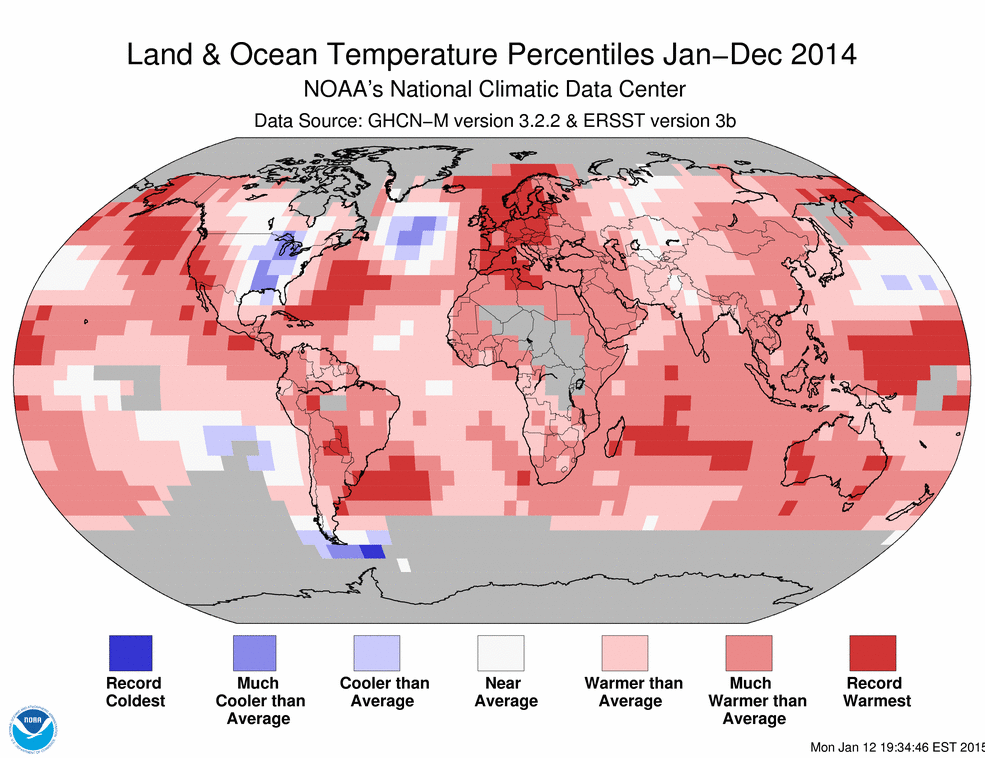 Land & Ocean Temperature Percentiles Jan–Dec 2014
NOAA's National Climatic Data Center
Data Source: GHCN–M version 3.2.2 & ERSST version 3b
Record
Coldest
Much
Cooler than
Average
Cooler than
Average
Near
Average
Warmer than
Average
Much
Warmer than
Average
Record
Warmest
NOAA
Mon Jan 12 19:34:46 EST 2015